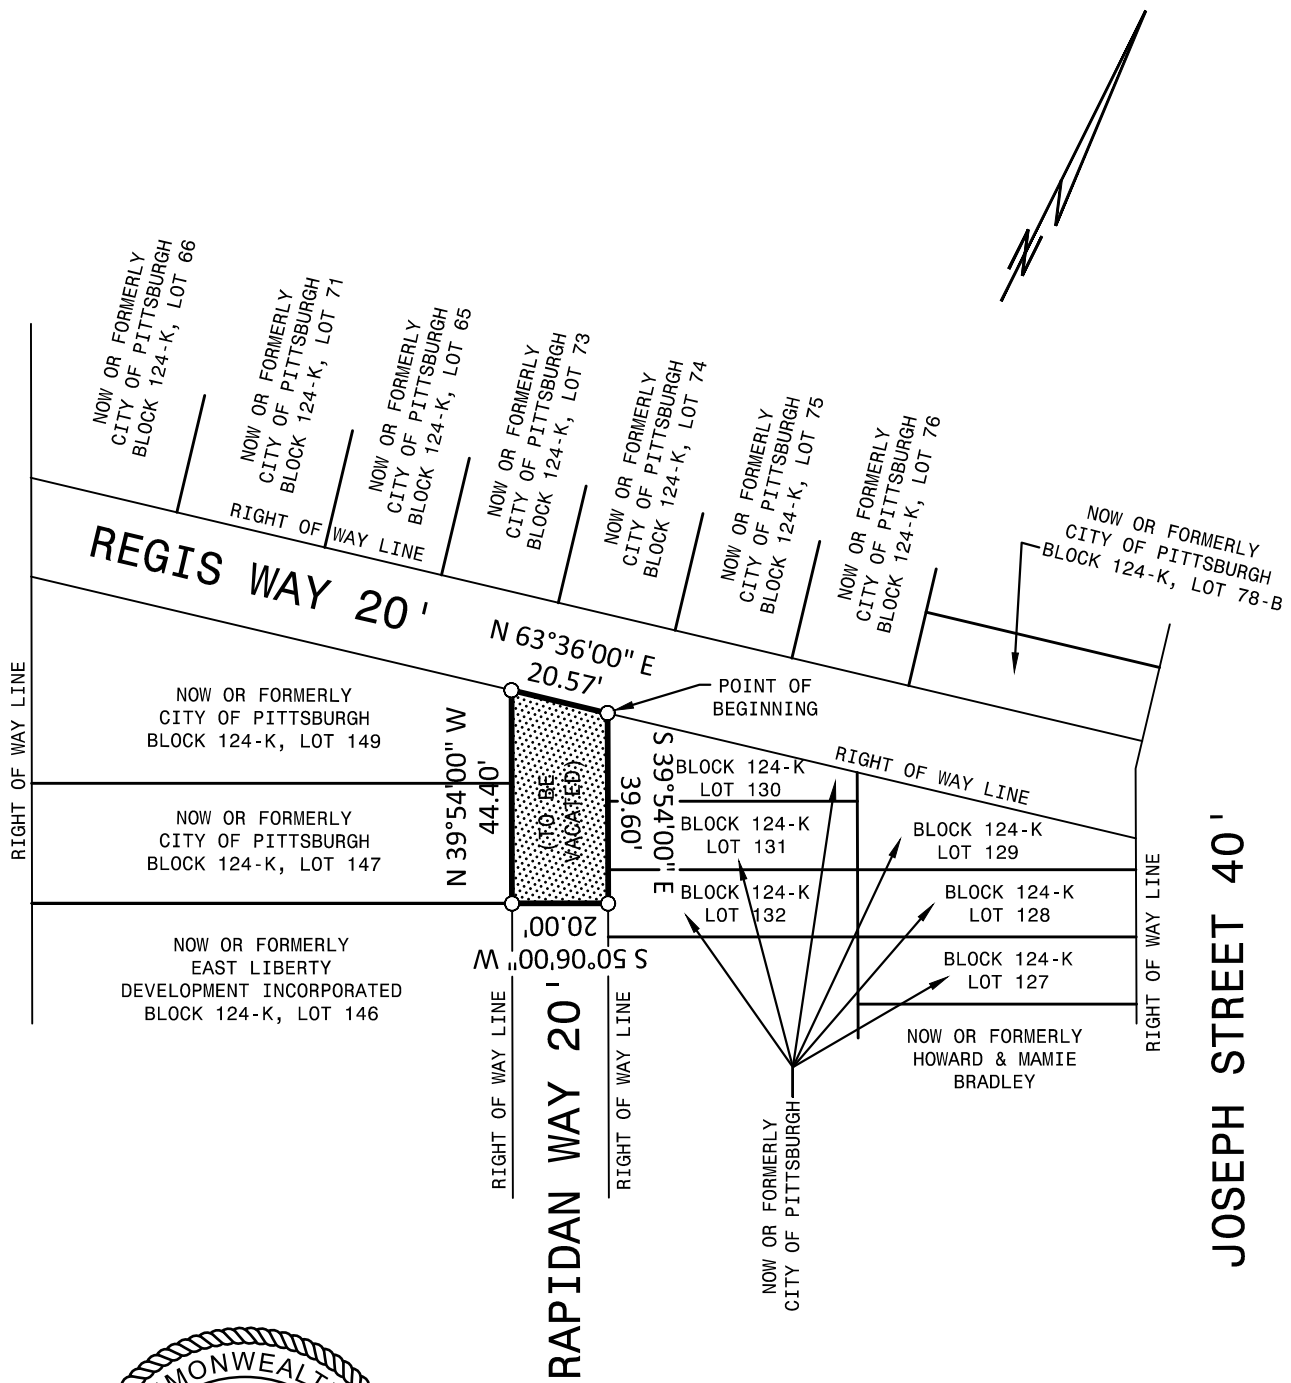 NOW OR FORMERLY
CITY OF PITTSBURGH
BLOCK 124-K, LOT 66
NOW OR FORMERLY
CITY OF PITTSBURGH
BLOCK 124-K, LOT 71
NOW OR FORMERLY
CITY OF PITTSBURGH
BLOCK 124-K, LOT 65
NOW OR FORMERLY
CITY OF PITTSBURGH
BLOCK 124-K, LOT 73
NOW OR FORMERLY
CITY OF PITTSBURGH
BLOCK 124-K, LOT 74
NOW OR FORMERLY
CITY OF PITTSBURGH
BLOCK 124-K, LOT 75
NOW OR FORMERLY
CITY OF PITTSBURGH
BLOCK 124-K, LOT 76
NOW OR FORMERLY
CITY OF PITTSBURGH
BLOCK 124-K, LOT 78-B
RIGHT OF WAY LINE
REGIS WAY 20'
N 63°36'00" E
20.57'
POINT OF
BEGINNING
RIGHT OF WAY LINE
NOW OR FORMERLY
CITY OF PITTSBURGH
BLOCK 124-K, LOT 149
N 39°54'00" W
44.40'
(TO BE
VACATED)
S 39°54'00" E
39.60'
BLOCK 124-K
LOT 130
RIGHT OF WAY LINE
NOW OR FORMERLY
CITY OF PITTSBURGH
BLOCK 124-K, LOT 147
BLOCK 124-K
LOT 131
BLOCK 124-K
LOT 129
BLOCK 124-K
LOT 132
BLOCK 124-K
LOT 128
20.00'
S 50°06'00" W
NOW OR FORMERLY
EAST LIBERTY
DEVELOPMENT INCORPORATED
BLOCK 124-K, LOT 146
BLOCK 124-K
LOT 127
RIGHT OF WAY LINE
JOSEPH STREET 40'
RIGHT OF WAY LINE
RAPIDAN WAY 20'
RIGHT OF WAY LINE
NOW OR FORMERLY
HOWARD & MAMIE
BRADLEY
NOW OR FORMERLY
CITY OF PITTSBURGH